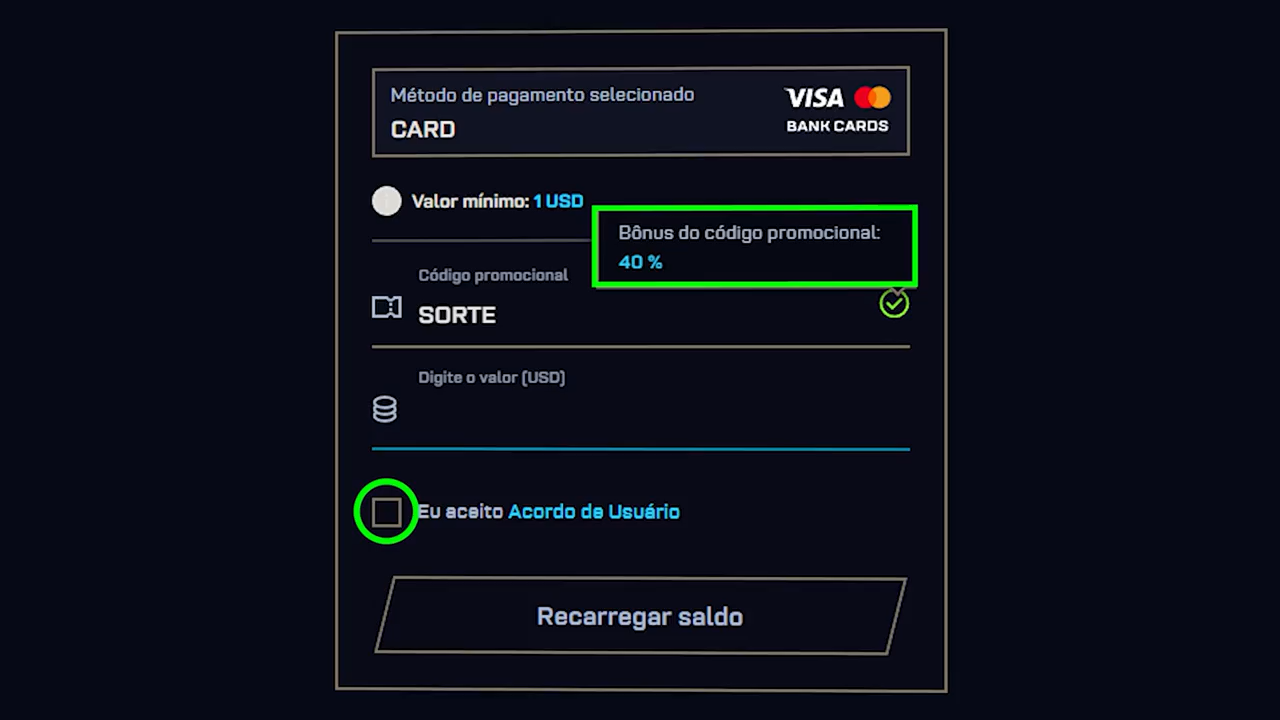 Método de pagamento selecionado
CARD
VISA
BANK CARDS
Valor mínimo: 1 USD
Bônus do código promocional:
40 %
Código promocional
SORTE
Digite o valor (USD)
Eu aceito Acordo de Usuário
Recarregar saldo